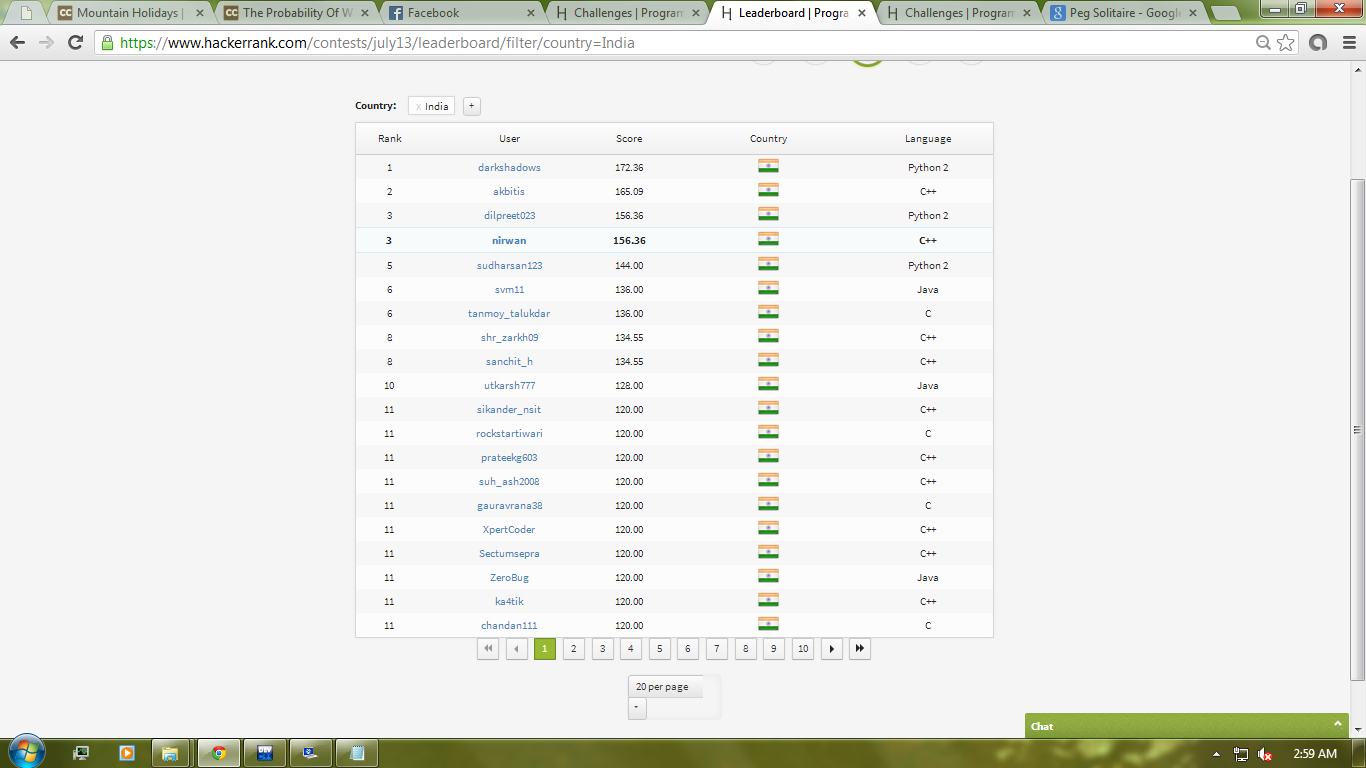 Mountain Holidays |
The Probability Of W
Facebook
Challenges | Program
Leaderboard | Progra
Challenges | Program
Peg Solitaire - Google
https://www.hackerrank.com/contests/july13/leaderboard/filter/country=India
Country: x India +
Rank User Score Country Language
1 darkshadows 172.36 Python 2
2 akbitis 165.09 C++
3 dilpreet023 156.36 Python 2
3 nirwan 156.36 C++
5 sudharsan123 144.00 Python 2
6 svm11 136.00 Java
6 tanmoy_talukdar 136.00 C
8 shr_zarkh09 134.55 C++
8 sanchit_h 134.55 C++
10 utkarsh777 128.00 Java
11 sikander_nsit 120.00 C++
11 rockstartiwari 120.00 C
11 prateekg603 120.00 C++
11 suh_ash2008 120.00 C++
11 gauravrana38 120.00 C
11 XpertCoder 120.00 C++
11 Sectumsepra 120.00 C++
11 ZeroBug 120.00 Java
11 ka4tik 120.00 C++
11 chandan111 120.00 C
1 2 3 4 5 6 7 8 9 10
20 per page
-
Chat
2:59 AM